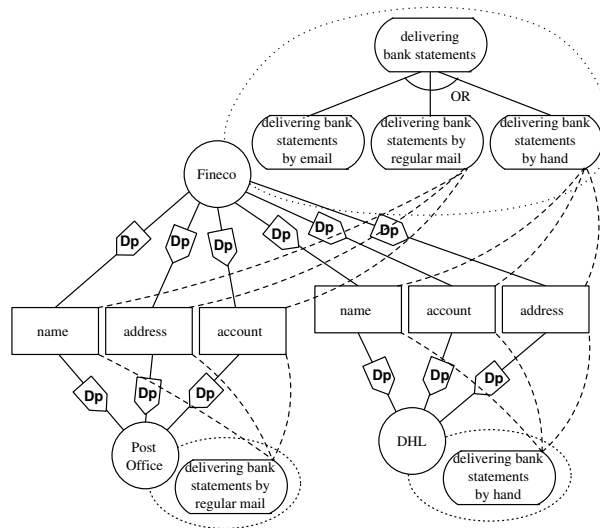 delivering
bank statements
OR
delivering bank
statements
by email
delivering bank
statements by
regular mail
delivering bank
statements
by hand
Fineco
Dp
Dp
Dp
Dp
Dp
Dp
name
address
account
name
account
address
Dp
Dp
Dp
Dp
Dp
Dp
Post
Office
DHL
delivering bank
statements by
regular mail
delivering bank
statements
by hand